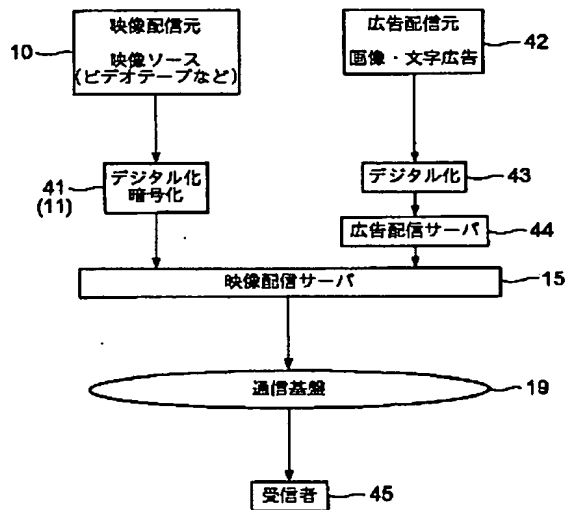 映像配信元
映像ソース
(ビデオテープなど)
10
広告配信元
画像・文字広告
42
デジタル化
暗号化
41
(11)
デジタル化
43
広告配信サーバ
44
映像配信サーバ
15
通信基盤
19
受信者
45